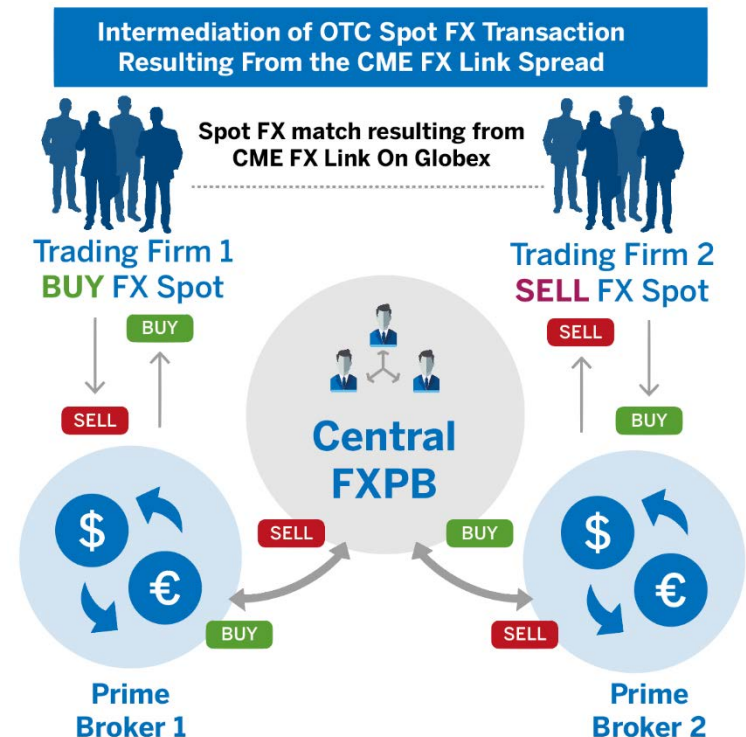 Intermediation of OTC Spot FX Transaction
Resulting From the CME FX Link Spread
Spot FX match resulting from
CME FX Link On Globex
Trading Firm 1
BUY FX Spot
Trading Firm 2
SELL FX Spot
BUY
SELL
SELL
BUY
Central
FXPB
$
€
SELL
BUY
BUY
SELL
$
€
Prime
Broker 1
Prime
Broker 2